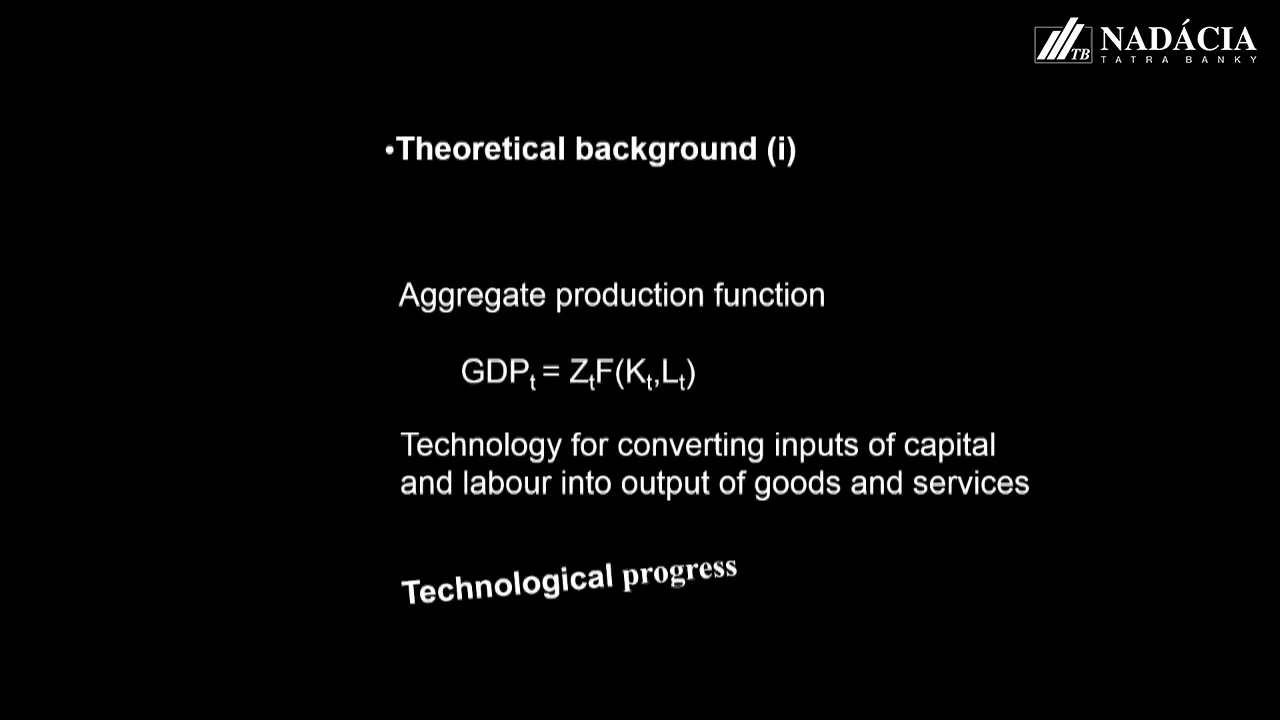 TB NADÁCIA
TATRA BANKY
•Theoretical background (i)
Aggregate production function
GDPt = ZtF(Kt,Lt)
Technology for converting inputs of capital
and labour into output of goods and services
Technological progress